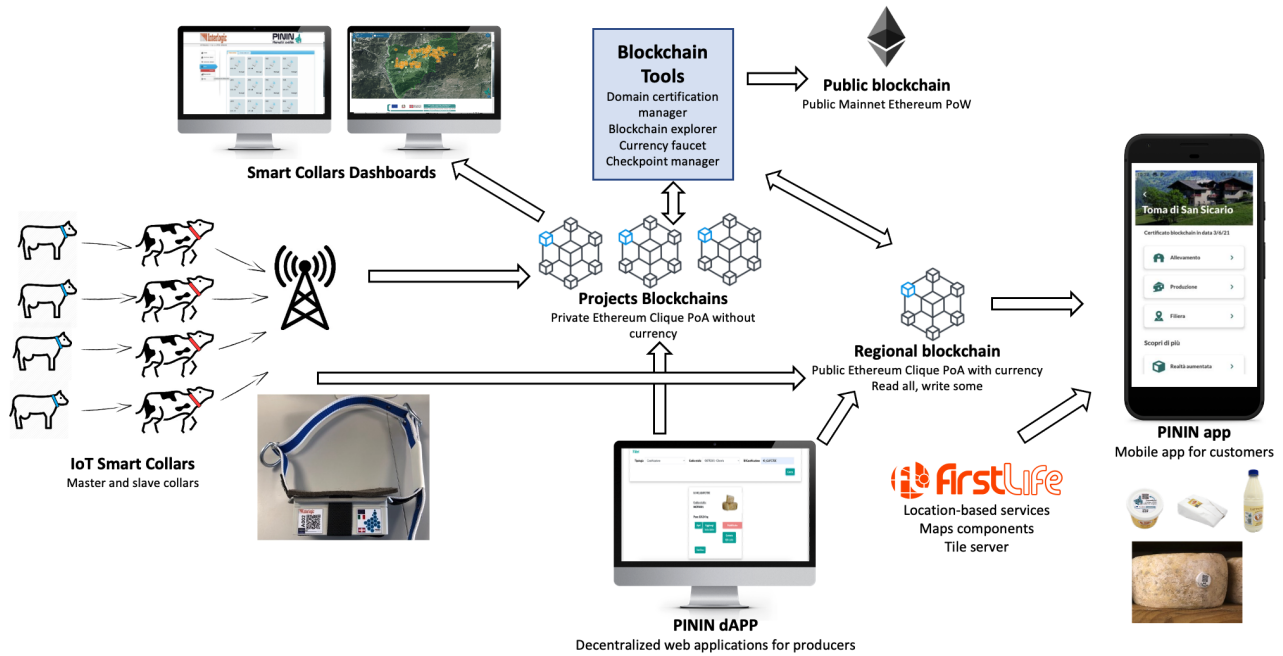 Interlogic
PININ
Smart Collars Dashboards
Blockchain
Tools
Domain certification
manager
Blockchain explorer
Currency faucet
Checkpoint manager
Public blockchain
Public Mainnet Ethereum PoW
Projects Blockchains
Private Ethereum Clique PoA without
currency
Regional blockchain
Public Ethereum Clique PoA with currency
Read all, write some
IoT Smart Collars
Master and slave collars
A002
PININ dAPP
Decentralized web applications for producers
firstLife
Location-based services
Maps components
Tile server
Toma di San Sicario
Certificato blockchain in data 3/6/21
Allevamento
Produzione
Filiera
Scopri di più
Realtà aumentata
PININ app
Mobile app for customers